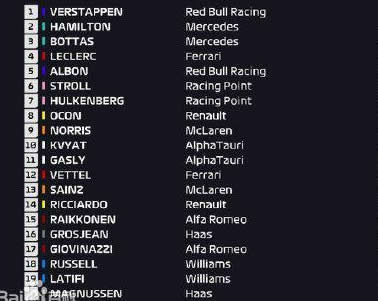 1 VERSTAPPEN Red Bull Racing
2 HAMILTON Mercedes
3 BOTTAS Mercedes
4 LECLERC Ferrari
5 ALBON Red Bull Racing
6 STROLL Racing Point
7 HULKENBERG Racing Point
8 OCON Renault
9 NORRIS McLaren
10 KVYAT AlphaTauri
11 GASLY AlphaTauri
12 VETTEL Ferrari
13 SAINZ McLaren
14 RICCIARDO Renault
15 RAIKKONEN Alfa Romeo
16 GROSJEAN Haas
17 GIOVINAZZI Alfa Romeo
18 RUSSELL Williams
19 LATIFI Williams
MAGNUSSEN Haas